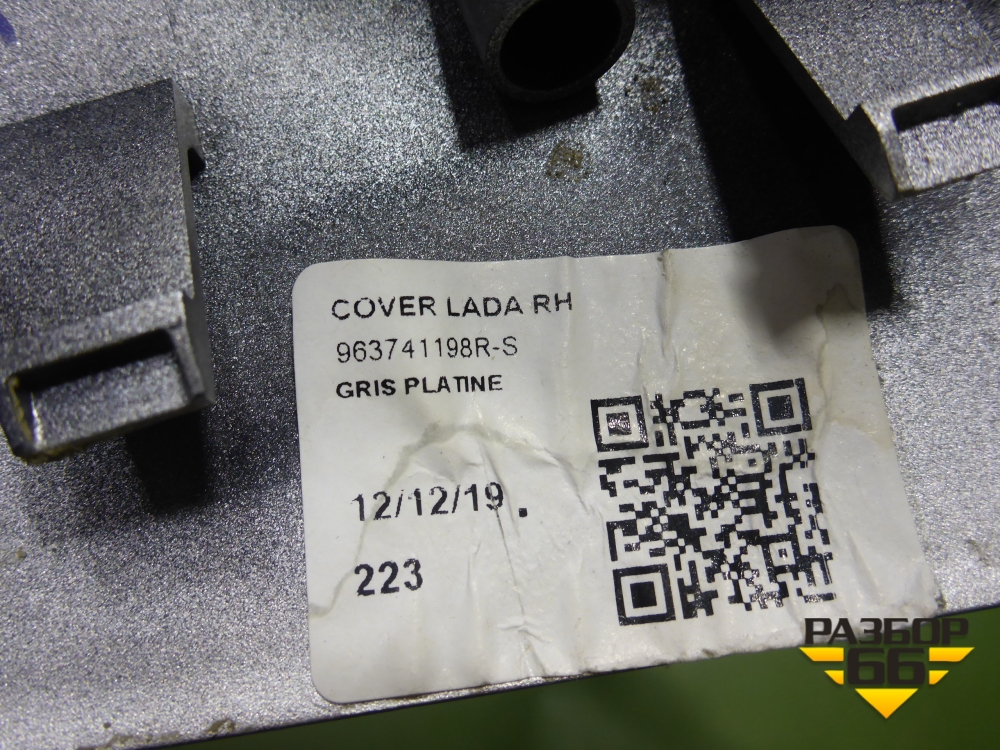 COVER LADA RH
963741198R-S
GRIS PLATINE
12/12/19.
223
РАЗБОР
66